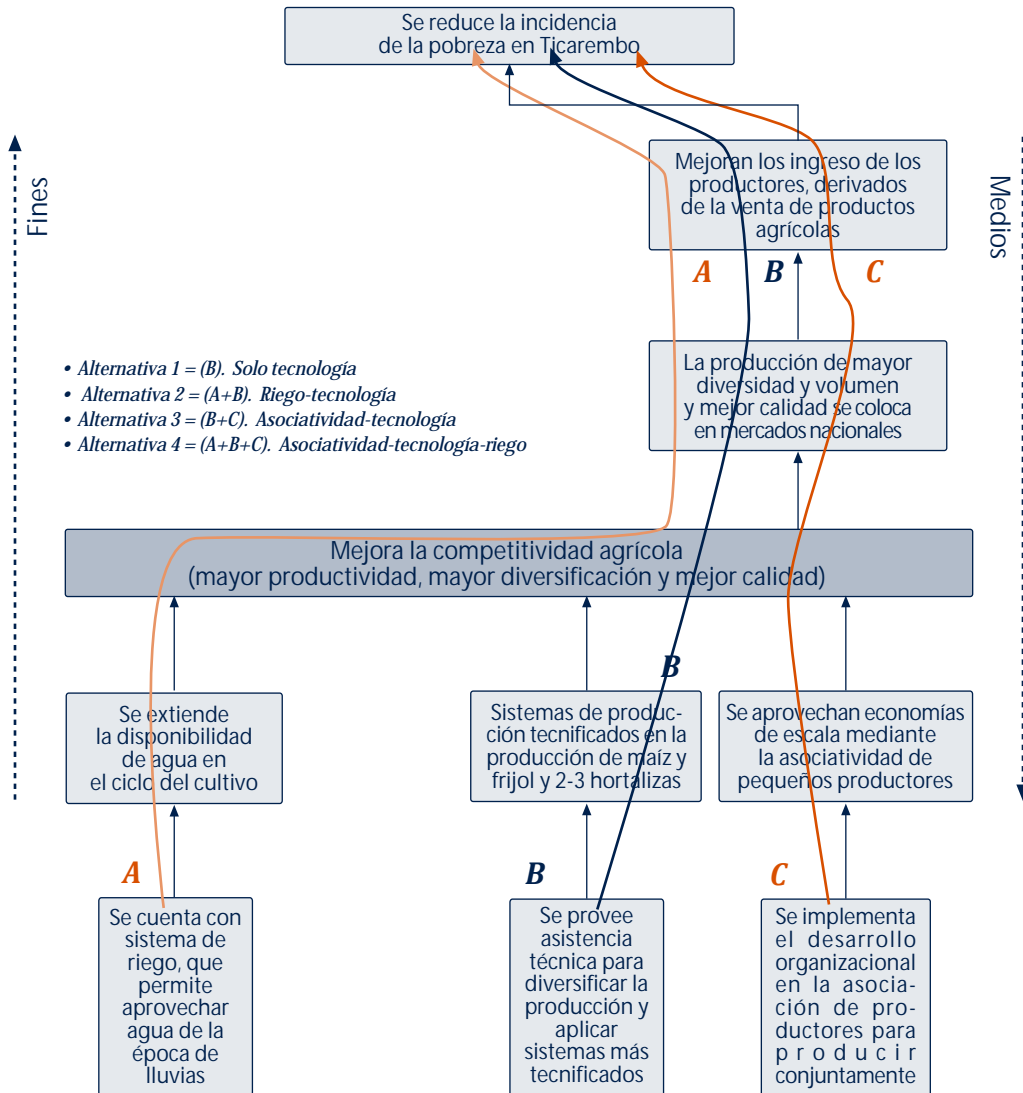 Se reduce la incidencia
de la pobreza en Ticarembo
Fines
Medios
Mejoran los ingreso de los
productores, derivados
de la venta de productos
agrícolas
A
B
C
• Alternativa 1 = (B). Solo tecnología
• Alternativa 2 = (A+B). Riego-tecnología
• Alternativa 3 = (B+C). Asociatividad-tecnología
• Alternativa 4 = (A+B+C). Asociatividad-tecnología-riego
La producción de mayor
diversidad y volumen
y mejor calidad se coloca
en mercados nacionales
Mejora la competitividad agrícola
(mayor productividad, mayor diversificación y mejor calidad)
B
Se extiende
la disponibilidad
de agua en
el ciclo del cultivo
Sistemas de produc-
ción tecnificados en la
producción de maíz y
frijol y 2-3 hortalizas
Se aprovechan economías
de escala mediante
la asociatividad de
pequeños productores
A
B
C
Se cuenta con
sistema de
riego, que
permite
aprovechar
agua de la
época de
lluvias
Se provee
asistencia
técnica para
diversificar la
producción y
aplicar
sistemas más
tecnificados
Se implementa
el desarrollo
organizacional
en la asocia-
ción de pro-
ductores para
producir
conjuntamente